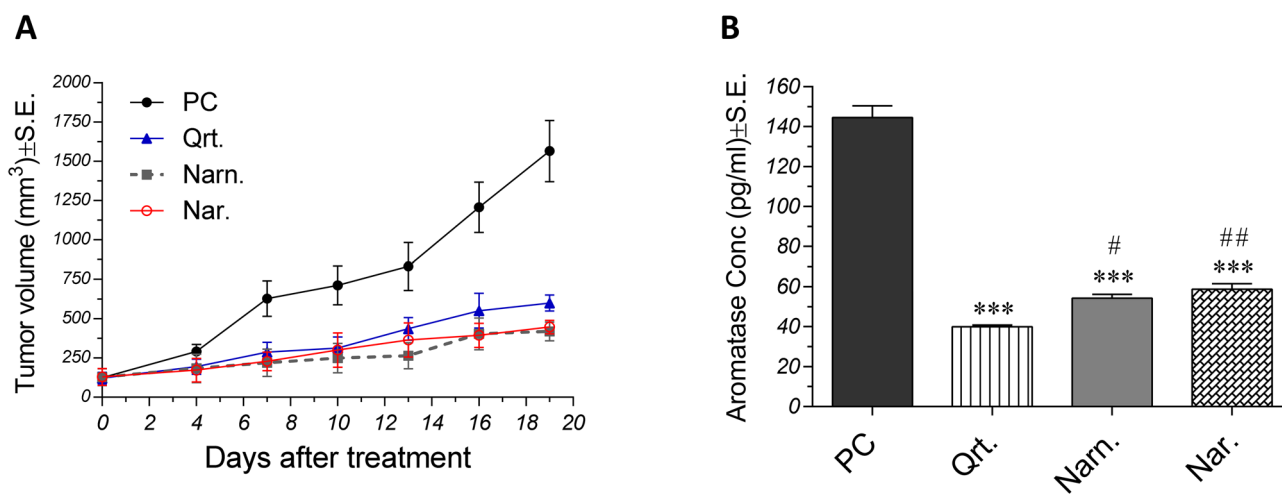 A
Tumor volume (mm³)±S.E.
2000
1750
1500
1250
1000
750
500
250
0
PC
Qrt.
Narn.
Nar.
0 2 4 6 8 10 12 14 16 18 20
Days after treatment
B
Aromatase Conc (pg/ml)±S.E.
160
140
120
100
80
60
40
20
0
***
#
***
##
***
PC
Qrt.
Narn.
Nar.